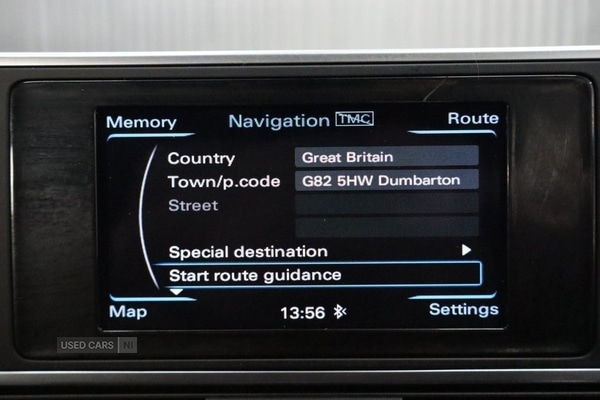 Memory Navigation TMC Route
Country Great Britain
Town/p.code G82 5HW Dumbarton
Street
Special destination
Start route guidance
Map 13:56 Settings
USED CARS NI